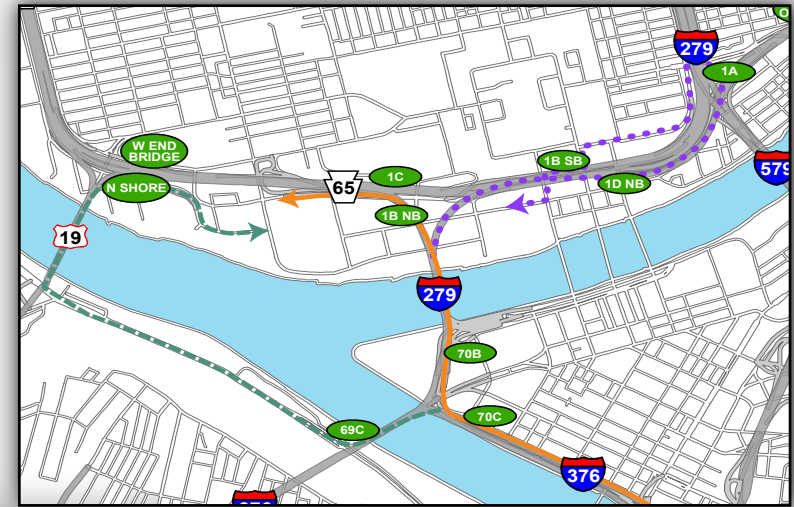 279
1A
W END
BRIDGE
1B SB
579
1C
N SHORE
65
1D NB
1B NB
19
279
70B
70C
69C
376